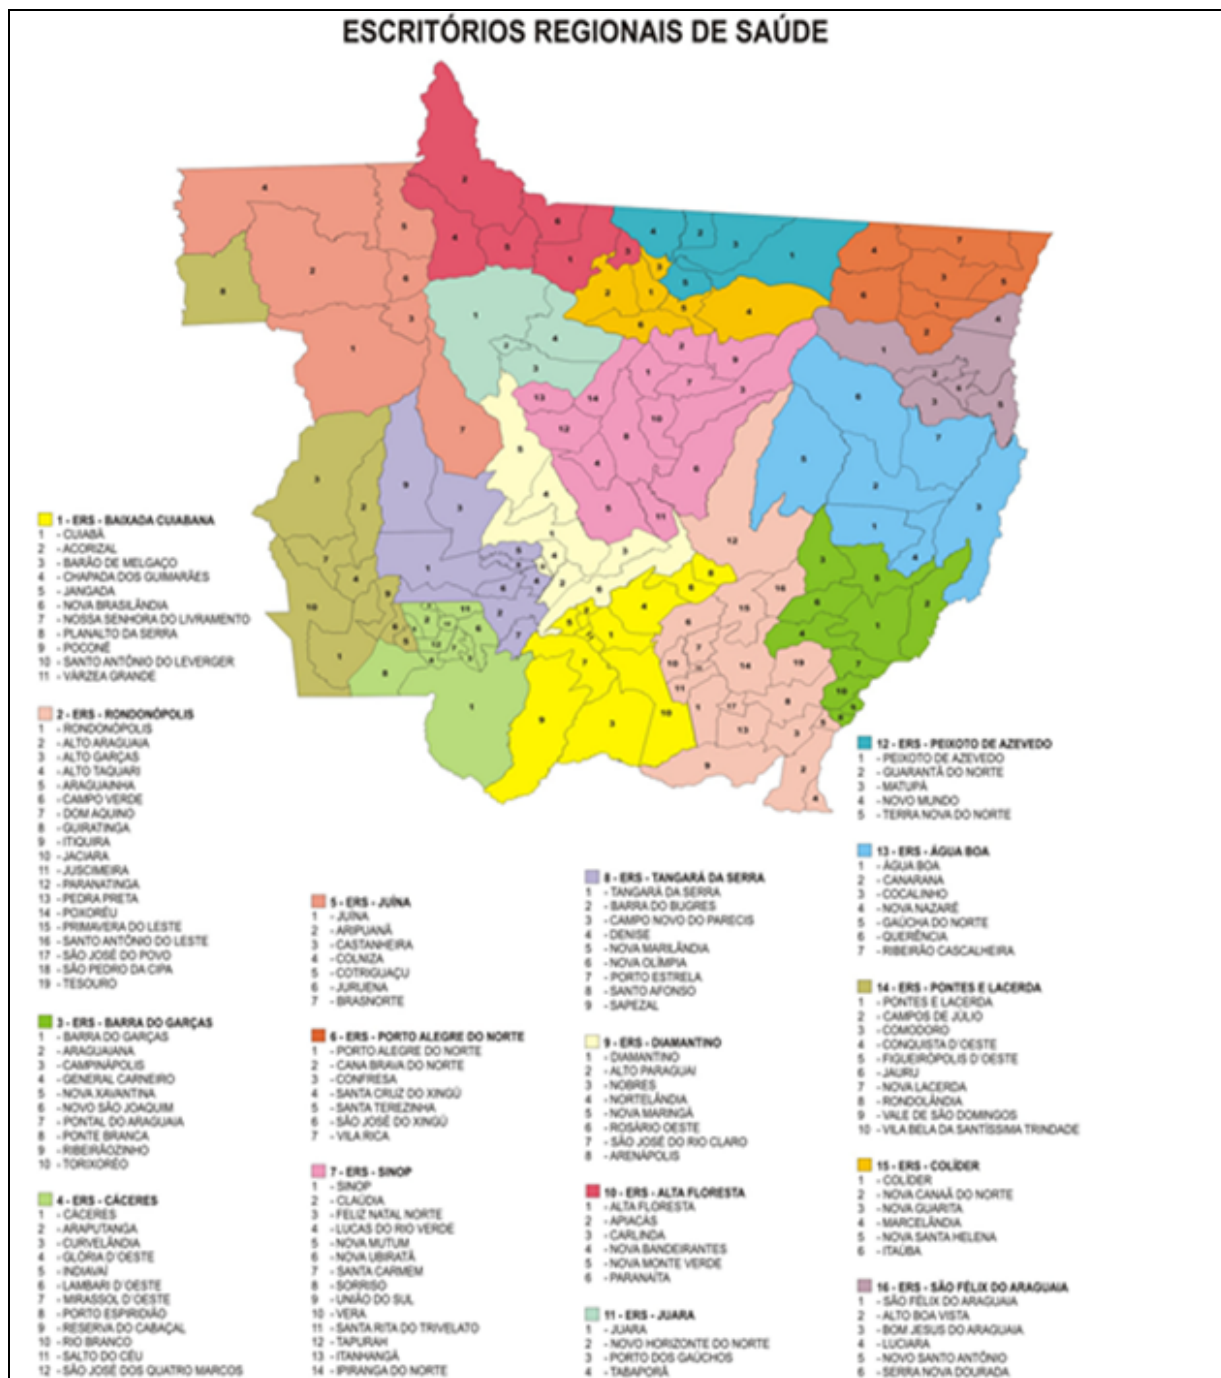 ESCRITÓRIOS REGIONAIS DE SAÚDE
1 - ERS - BAIXADA CUIABANA
1 - CUIABÁ
2 - ACORIZAL
3 - BARÃO DE MELGAÇO
4 - CHAPADA DOS GUIMARÃES
5 - JANGADA
6 - NOVA BRASILÂNDIA
7 - NOSSA SENHORA DO LIVRAMENTO
8 - PLANALTO DA SERRA
9 - POCONÉ
10 - SANTO ANTÔNIO DO LEVERGER
11 - VÁRZEA GRANDE
2 - ERS - RONDONÓPOLIS
1 - RONDONÓPOLIS
2 - ALTO ARAGUAIA
3 - ALTO GARÇAS
4 - ALTO TAQUARI
5 - ARAGUAINHA
6 - CAMPO VERDE
7 - DOM AQUINO
8 - GUIRATINGA
9 - ITIQUIRA
10 - JACIARA
11 - JUSCIMEIRA
12 - PARANATINGA
13 - PEDRA PRETA
14 - POXORÉU
15 - PRIMAVERA DO LESTE
16 - SANTO ANTÔNIO DO LESTE
17 - SÃO JOSÉ DO POVO
18 - SÃO PEDRO DA CIPA
19 - TESOURO
3 - ERS - BARRA DO GARÇAS
1 - BARRA DO GARÇAS
2 - ARAGUAIANA
3 - CAMPINÁPOLIS
4 - GENERAL CARNEIRO
5 - NOVA XAVANTINA
6 - NOVO SÃO JOAQUIM
7 - PONTAL DO ARAGUAIA
8 - PONTE BRANCA
9 - RIBEIRÃOZINHO
10 - TORIXORÉO
4 - ERS - CÁCERES
1 - CÁCERES
2 - ARAPUTANGA
3 - CURVELÂNDIA
4 - GLÓRIA D'OESTE
5 - INDIAVAÍ
6 - LAMBARI D'OESTE
7 - MIRASSOL D'OESTE
8 - PORTO ESPIRIDIÃO
9 - RESERVA DO CABAÇAL
10 - RIO BRANCO
11 - SALTO DO CÉU
12 - SÃO JOSÉ DOS QUATRO MARCOS
5 - ERS - JUÍNA
1 - JUÍNA
2 - ARIPUANÃ
3 - CASTANHEIRA
4 - COLNIZA
5 - COTRIGUAÇU
6 - JURUENA
7 - BRASNORTE
6 - ERS - PORTO ALEGRE DO NORTE
1 - PORTO ALEGRE DO NORTE
2 - CANA BRAVA DO NORTE
3 - CONFRESA
4 - SANTA CRUZ DO XINGÚ
5 - SANTA TEREZINHA
6 - SÃO JOSÉ DO XINGÚ
7 - VILA RICA
7 - ERS - SINOP
1 - SINOP
2 - CLAÚDIA
3 - FELIZ NATAL NORTE
4 - LUCAS DO RIO VERDE
5 - NOVA MUTUM
6 - NOVA UBIRATÃ
7 - SANTA CARMEM
8 - SORRISO
9 - UNIÃO DO SUL
10 - VERA
11 - SANTA RITA DO TRIVELATO
12 - TAPURAH
13 - ITANHANGÁ
14 - IPIRANGA DO NORTE
8 - ERS - TANGARÁ DA SERRA
1 - TANGARÁ DA SERRA
2 - BARRA DO BUGRES
3 - CAMPO NOVO DO PARECIS
4 - DENISE
5 - NOVA MARILÂNDIA
6 - NOVA OLÍMPIA
7 - PORTO ESTRELA
8 - SANTO AFONSO
9 - SAPEZAL
9 - ERS - DIAMANTINO
1 - DIAMANTINO
2 - ALTO PARAGUAI
3 - NOBRES
4 - NORTELÂNDIA
5 - NOVA MARINGÁ
6 - ROSÁRIO OESTE
7 - SÃO JOSÉ DO RIO CLARO
8 - ARENÁPOLIS
10 - ERS - ALTA FLORESTA
1 - ALTA FLORESTA
2 - APIACÁS
3 - CARLINDA
4 - NOVA BANDEIRANTES
5 - NOVA MONTE VERDE
6 - PARANAÍTA
11 - ERS - JUARA
1 - JUARA
2 - NOVO HORIZONTE DO NORTE
3 - PORTO DOS GAÚCHOS
4 - TABAPORÃ
12 - ERS - PEIXOTO DE AZEVEDO
1 - PEIXOTO DE AZEVEDO
2 - GUARANTÃ DO NORTE
3 - MATUPÁ
4 - NOVO MUNDO
5 - TERRA NOVA DO NORTE
13 - ERS - ÁGUA BOA
1 - ÁGUA BOA
2 - CANARANA
3 - COCALINHO
4 - NOVA NAZARÉ
5 - GAÚCHA DO NORTE
6 - QUERÊNCIA
7 - RIBEIRÃO CASCALHEIRA
14 - ERS - PONTES E LACERDA
1 - PONTES E LACERDA
2 - CAMPOS DE JÚLIO
3 - COMODORO
4 - CONQUISTA D'OESTE
5 - FIGUEIRÓPOLIS D'OESTE
6 - JAURU
7 - NOVA LACERDA
8 - RONDOLÂNDIA
9 - VALE DE SÃO DOMINGOS
10 - VILA BELA DA SANTÍSSIMA TRINDADE
15 - ERS - COLÍDER
1 - COLÍDER
2 - NOVA CANAÃ DO NORTE
3 - NOVA GUARITA
4 - MARCELÂNDIA
5 - NOVA SANTA HELENA
6 - ITAÚBA
16 - ERS - SÃO FÉLIX DO ARAGUAIA
1 - SÃO FÉLIX DO ARAGUAIA
2 - ALTO BOA VISTA
3 - BOM JESUS DO ARAGUAIA
4 - LUCIARA
5 - NOVO SANTO ANTÔNIO
6 - SERRA NOVA DOURADA